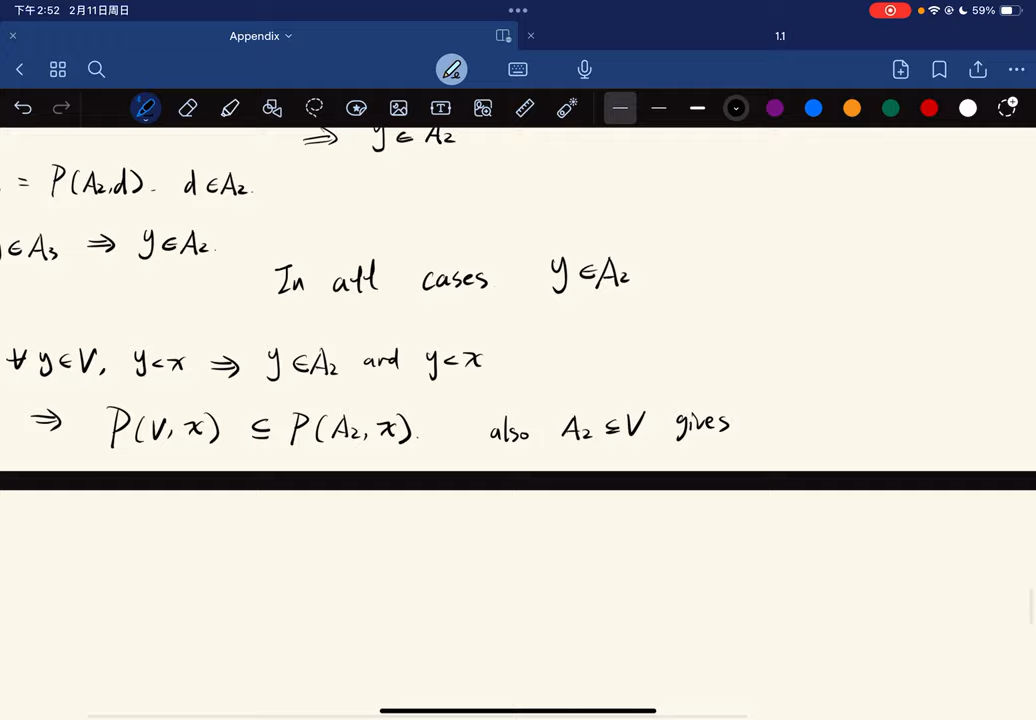 下午2:52 2月11日周日
59%
Appendix
1.1
⇒ y ∈ A₂
= P(A₂,d). d ∈ A₂.
∈ A₃ ⇒ y ∈ A₂.
In all cases y ∈ A₂
∀ y ∈ V, y < x ⇒ y ∈ A₂ and y < x
⇒ P(V, x) ⊆ P(A₂, x). also A₂ ⊆ V gives